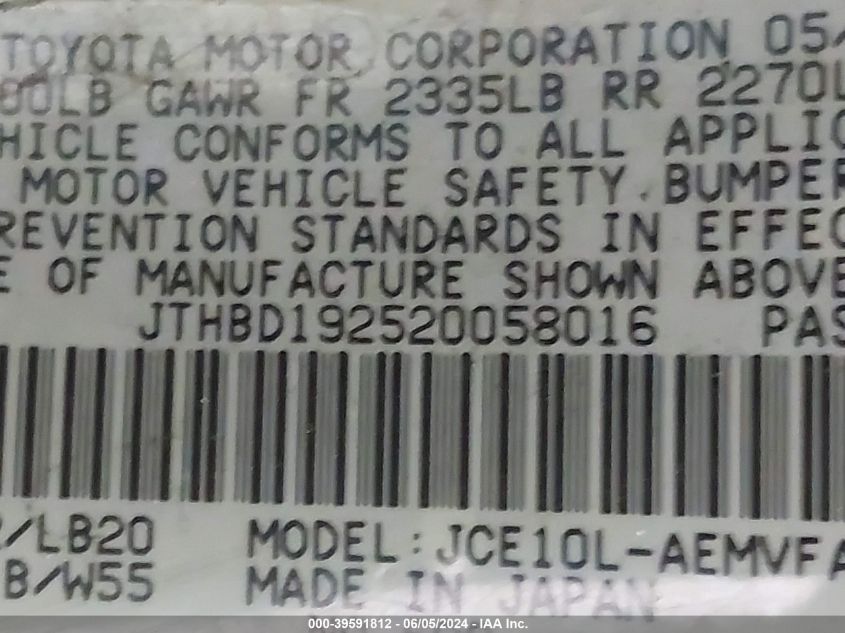 TOYOTA MOTOR CORPORATION 05/
00LB GAWR FR 2335LB RR 2270L
HICLE CONFORMS TO ALL APPLIC
MOTOR VEHICLE SAFETY.BUMPER
REVENTION STANDARDS IN EFFEC
E OF MANUFACTURE SHOWN ABOVE
JTHBD192520058016 PAS
/LB20 MODEL:JCE10L-AEMVFA
B/W55 MADE IN JAPAN
000-39591812 - 06/05/2024 - IAA Inc.